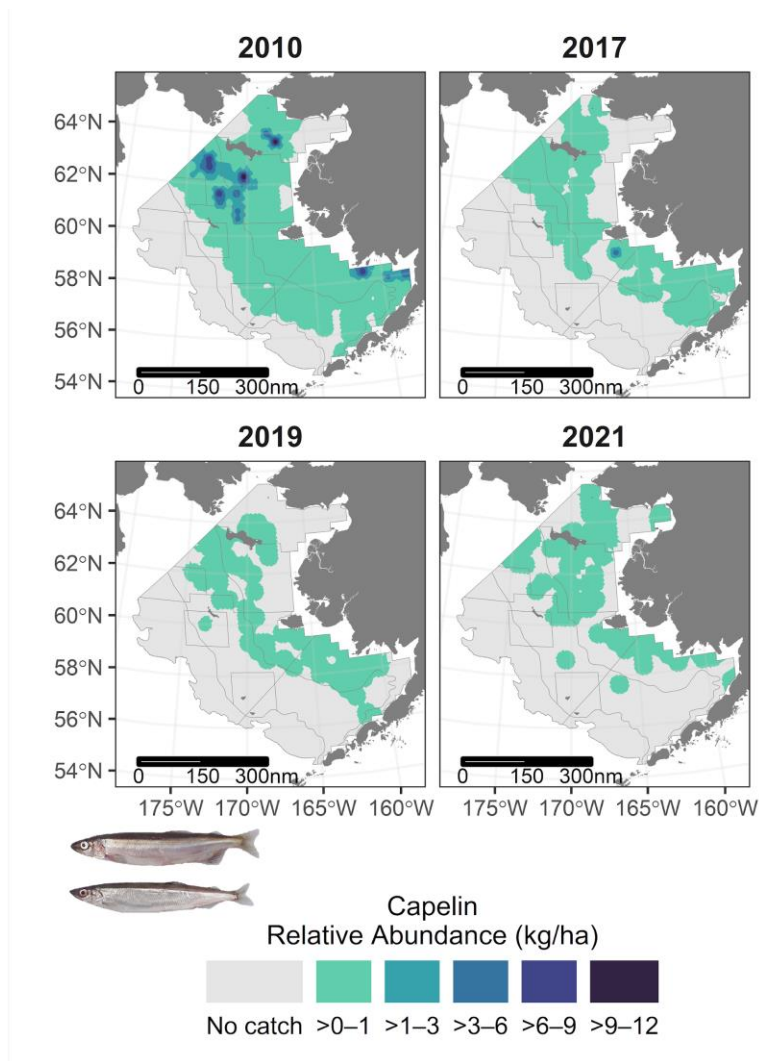 2010
2017
64°N
62°N
60°N
58°N
56°N
54°N
0 150 300nm
0 150 300nm
2019
2021
64°N
62°N
60°N
58°N
56°N
54°N
0 150 300nm
0 150 300nm
175°W 170°W 165°W 160°W
175°W 170°W 165°W 160°W
Capelin
Relative Abundance (kg/ha)
No catch >0–1 >1–3 >3–6 >6–9 >9–12